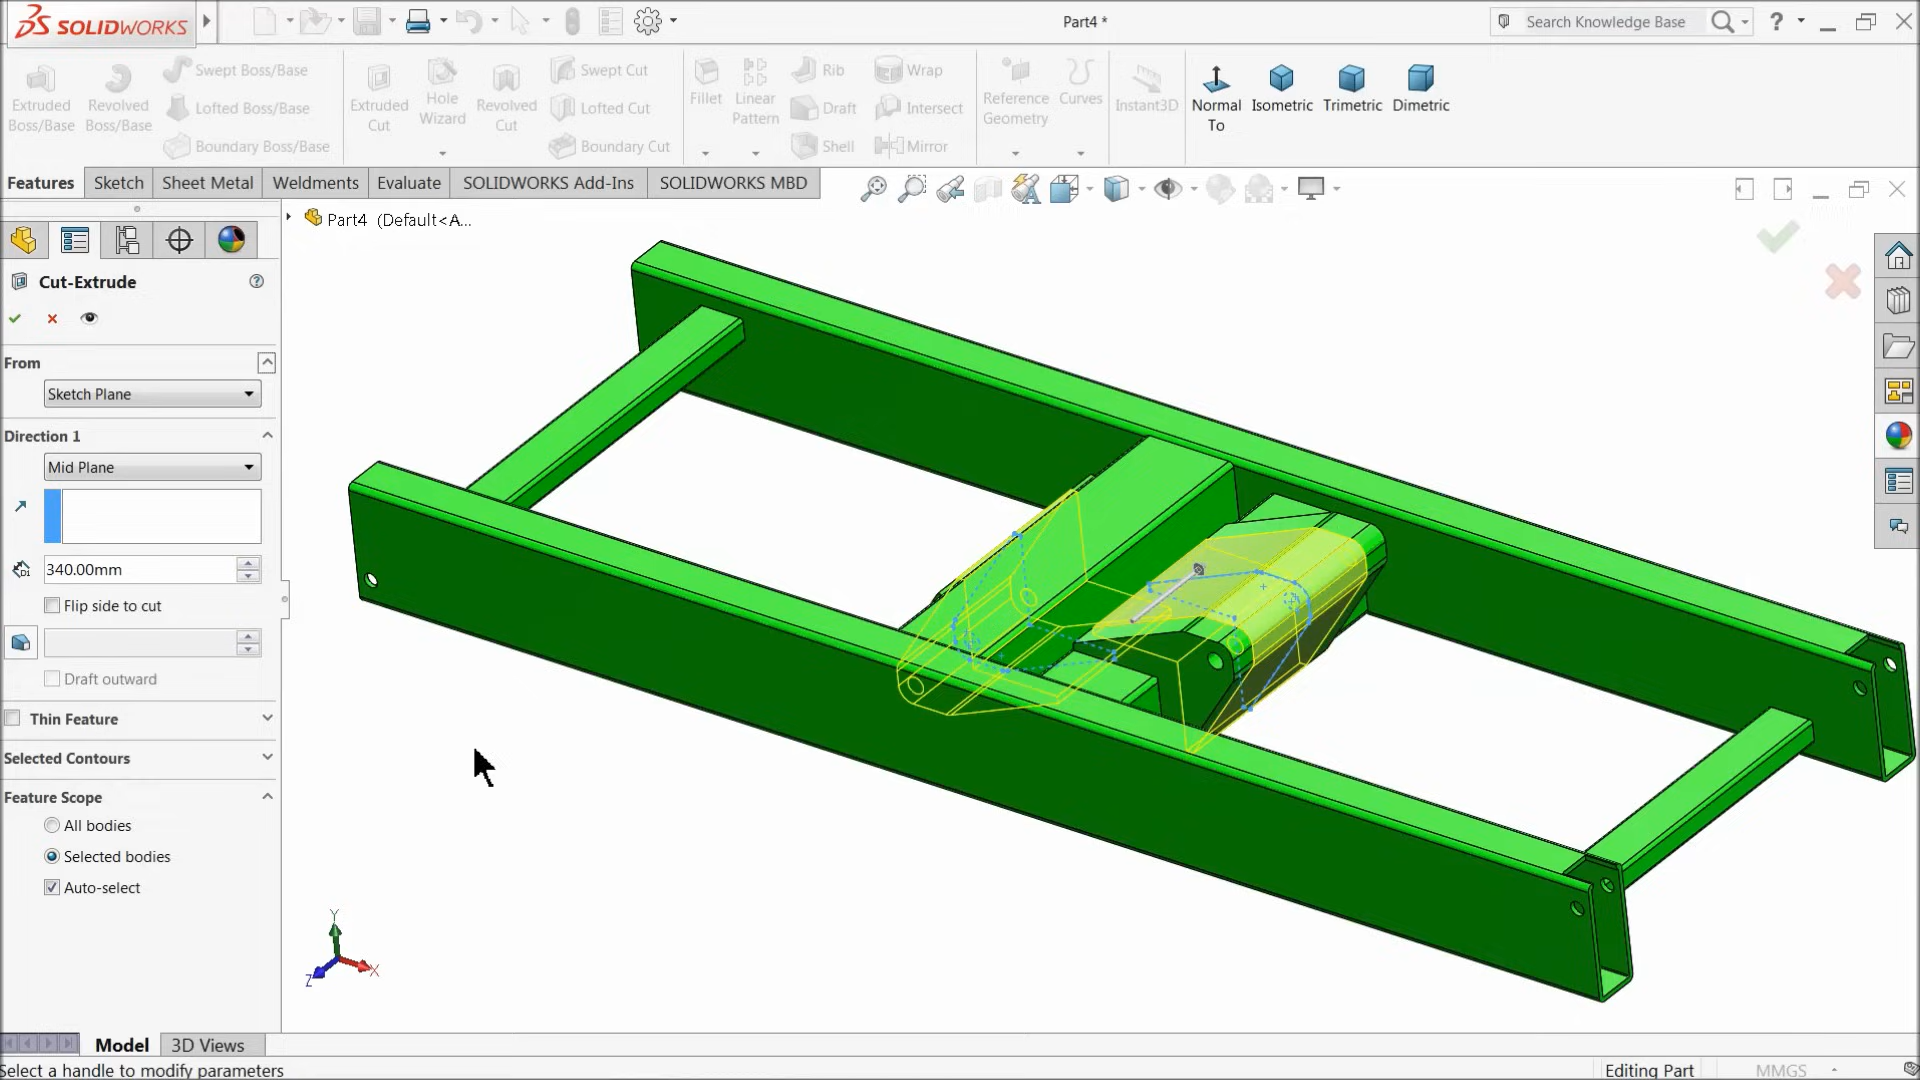 SOLIDWORKS
Part4 *
Search Knowledge Base
?
Extruded Boss/Base
Revolved Boss/Base
Swept Boss/Base
Lofted Boss/Base
Boundary Boss/Base
Extruded Cut
Hole Wizard
Revolved Cut
Swept Cut
Lofted Cut
Boundary Cut
Fillet
Linear Pattern
Rib
Draft
Shell
Wrap
Intersect
Mirror
Reference Geometry
Curves
Instant3D
Normal To
Isometric
Trimetric
Dimetric
Features
Sketch
Sheet Metal
Weldments
Evaluate
SOLIDWORKS Add-Ins
SOLIDWORKS MBD
Part4 (Default<A...
Cut-Extrude
From
Sketch Plane
Direction 1
Mid Plane
340.00mm
Flip side to cut
Draft outward
Thin Feature
Selected Contours
Feature Scope
All bodies
Selected bodies
Auto-select
Y
X
Z
Model
3D Views
Select a handle to modify parameters
Editing Part
MMGS